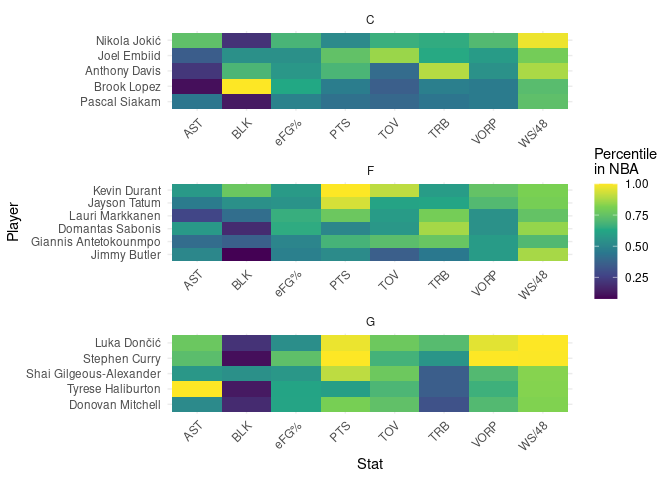 C
Nikola Jokić
Joel Embiid
Anthony Davis
Brook Lopez
Pascal Siakam
AST BLK eFG% PTS TOV TRB VORP WS/48
F
Kevin Durant
Jayson Tatum
Lauri Markkanen
Domantas Sabonis
Giannis Antetokounmpo
Jimmy Butler
AST BLK eFG% PTS TOV TRB VORP WS/48
G
Luka Dončić
Stephen Curry
Shai Gilgeous-Alexander
Tyrese Haliburton
Donovan Mitchell
AST BLK eFG% PTS TOV TRB VORP WS/48
Stat
Player
Percentile
in NBA
1.00
0.75
0.50
0.25